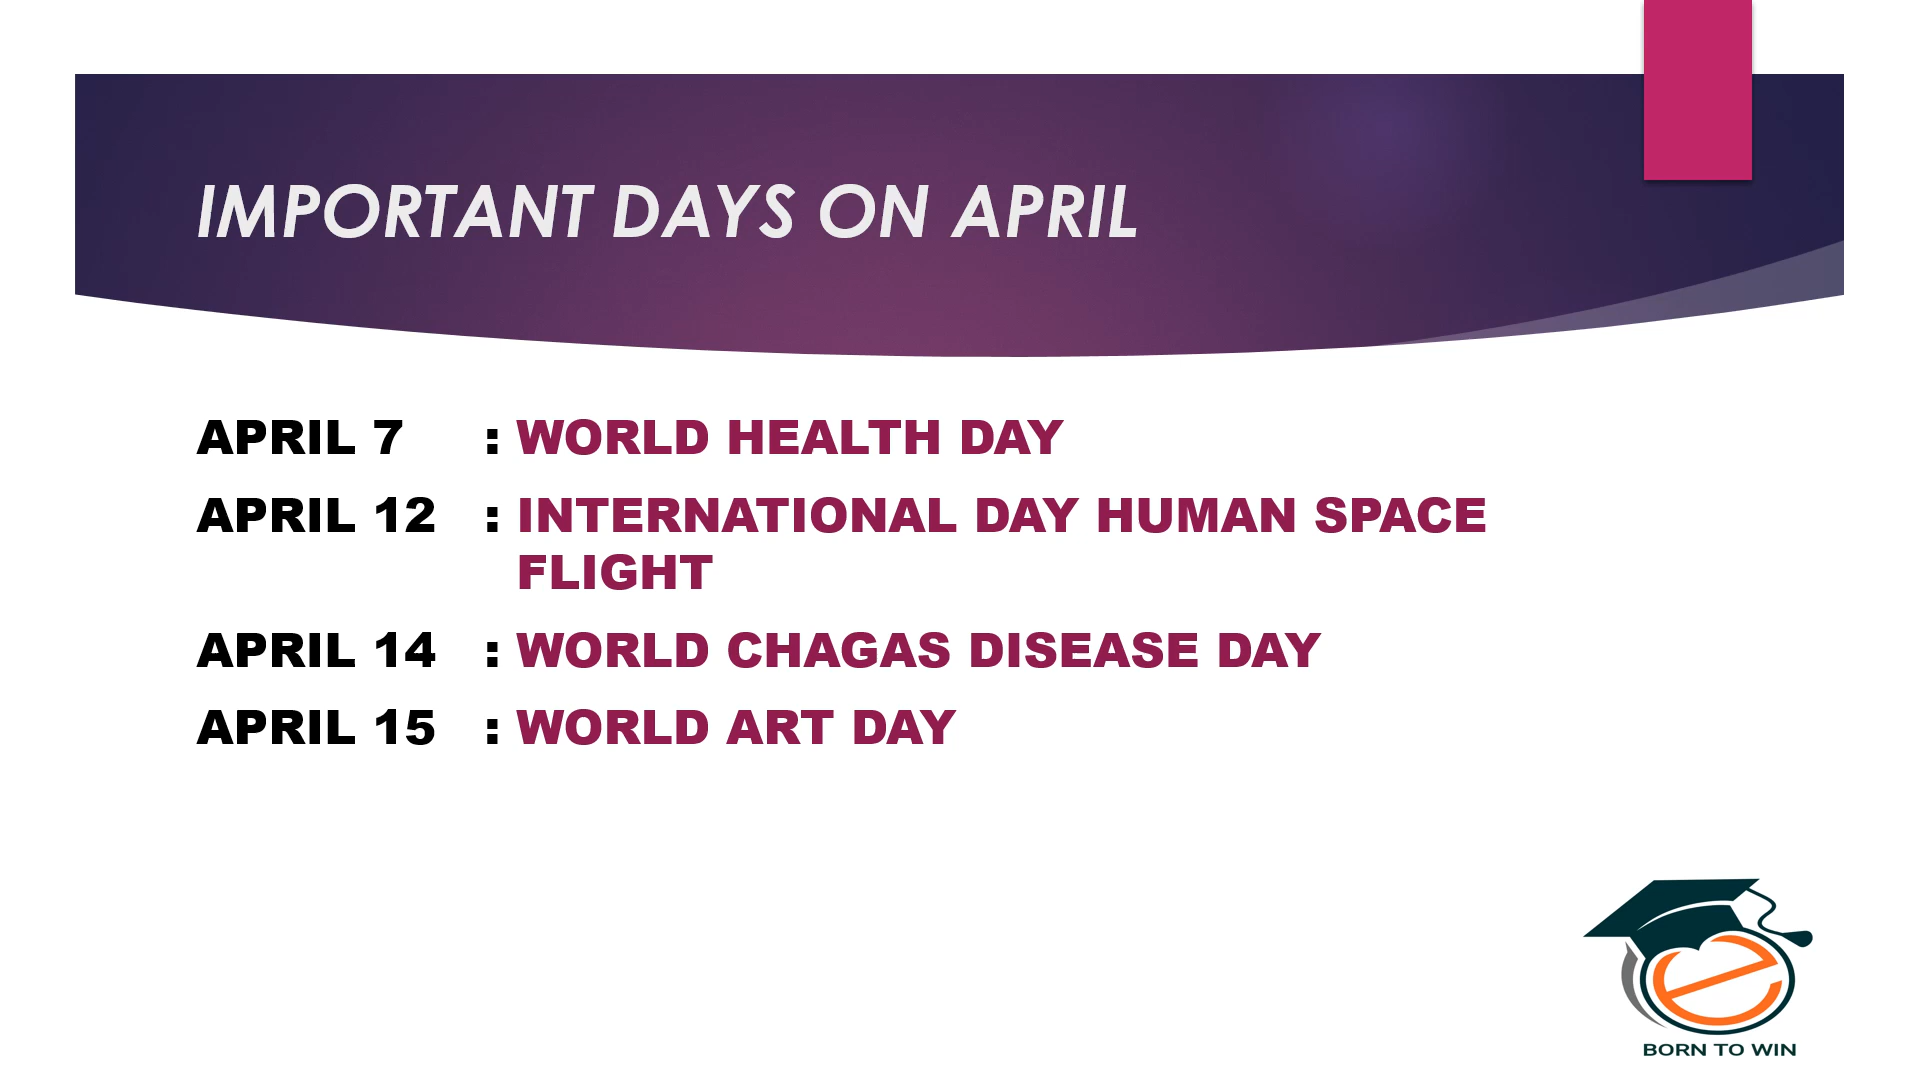 IMPORTANT DAYS ON APRIL
APRIL 7 : WORLD HEALTH DAY
APRIL 12 : INTERNATIONAL DAY HUMAN SPACE
FLIGHT
APRIL 14 : WORLD CHAGAS DISEASE DAY
APRIL 15 : WORLD ART DAY
e
BORN TO WIN